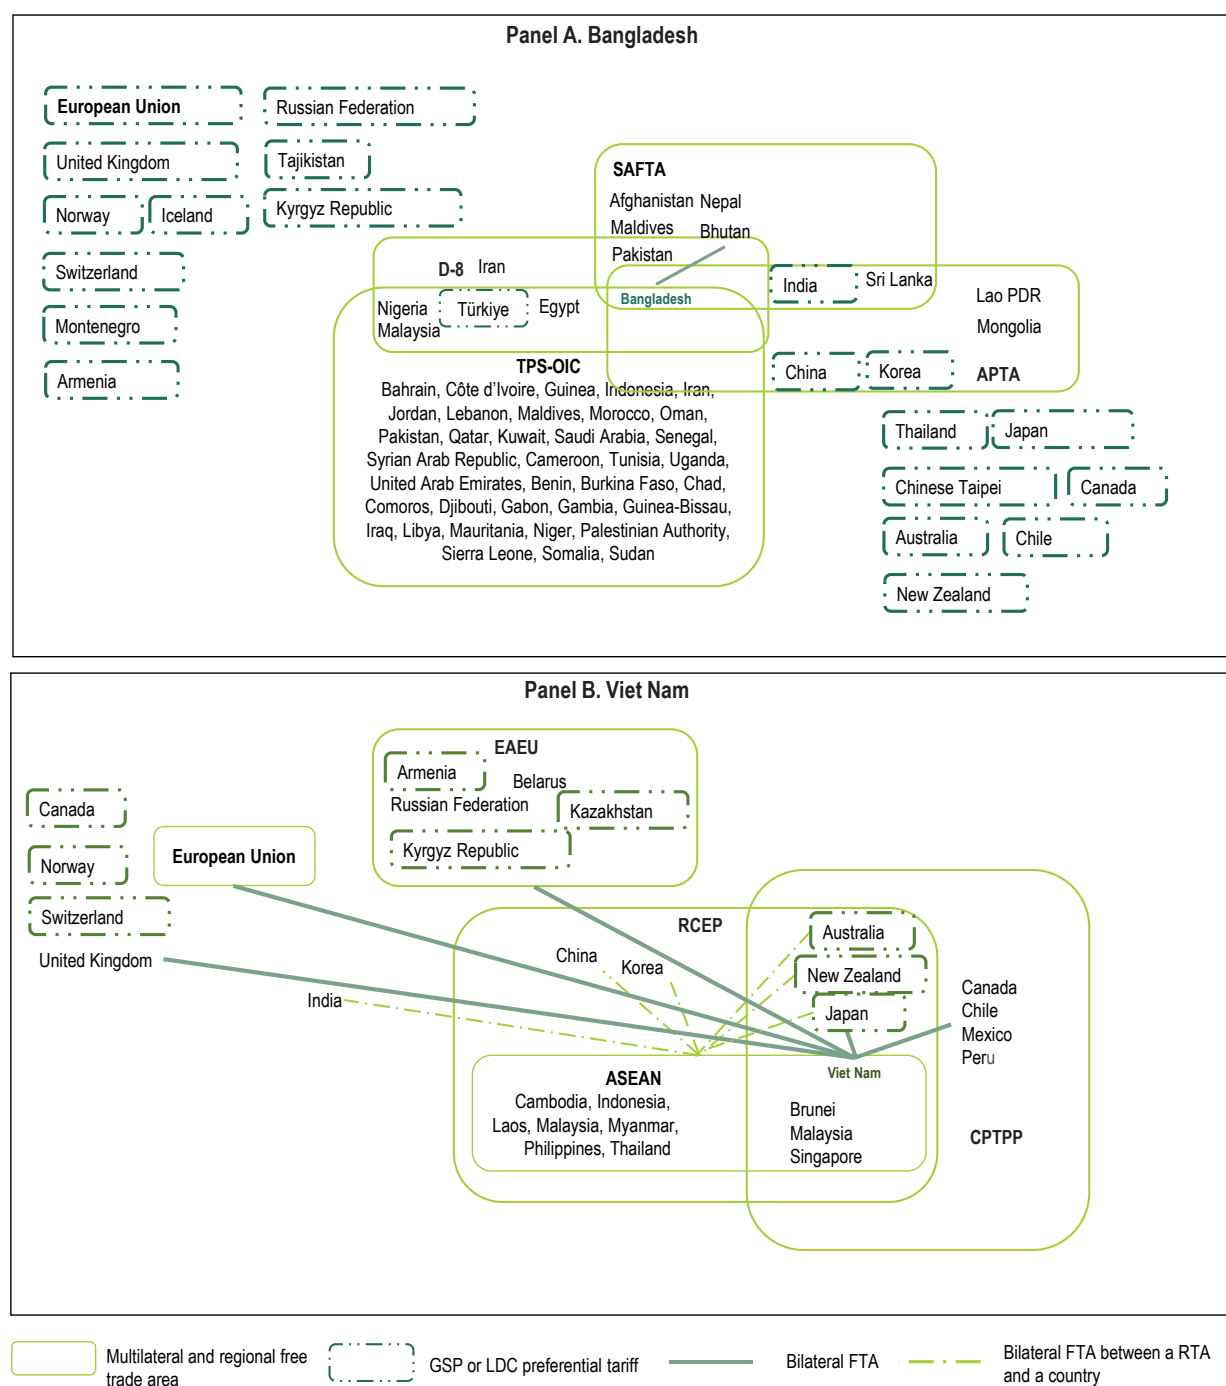 Panel A. Bangladesh
European Union
Russian Federation
United Kingdom
Tajikistan
Norway
Iceland
Kyrgyz Republic
Switzerland
Montenegro
Armenia
SAFTA
Afghanistan Nepal
Maldives
Bhutan
Pakistan
D-8
Iran
Bangladesh
India
Sri Lanka
Nigeria
Türkiye
Egypt
Malaysia
Lao PDR
Mongolia
TPS-OIC
China
Korea
APTA
Bahrain, Côte d'Ivoire, Guinea, Indonesia, Iran,
Jordan, Lebanon, Maldives, Morocco, Oman,
Pakistan, Qatar, Kuwait, Saudi Arabia, Senegal,
Syrian Arab Republic, Cameroon, Tunisia, Uganda,
United Arab Emirates, Benin, Burkina Faso, Chad,
Comoros, Djibouti, Gabon, Gambia, Guinea-Bissau,
Iraq, Libya, Mauritania, Niger, Palestinian Authority,
Sierra Leone, Somalia, Sudan
Thailand
Japan
Chinese Taipei
Canada
Australia
Chile
New Zealand
Panel B. Viet Nam
EAEU
Armenia
Belarus
Russian Federation
Kazakhstan
Kyrgyz Republic
Canada
European Union
Norway
Switzerland
United Kingdom
India
RCEP
China
Korea
Australia
New Zealand
Japan
Canada
Chile
Mexico
Peru
Viet Nam
ASEAN
Cambodia, Indonesia,
Laos, Malaysia, Myanmar,
Philippines, Thailand
Brunei
Malaysia
Singapore
CPTPP
Multilateral and regional free
trade area
GSP or LDC preferential tariff
Bilateral FTA
Bilateral FTA between a RTA
and a country